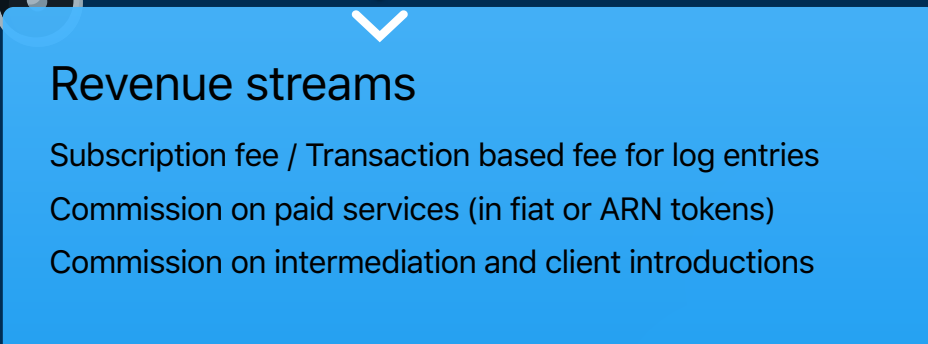 Revenue streams
Subscription fee / Transaction based fee for log entries
Commission on paid services (in fiat or ARN tokens)
Commission on intermediation and client introductions